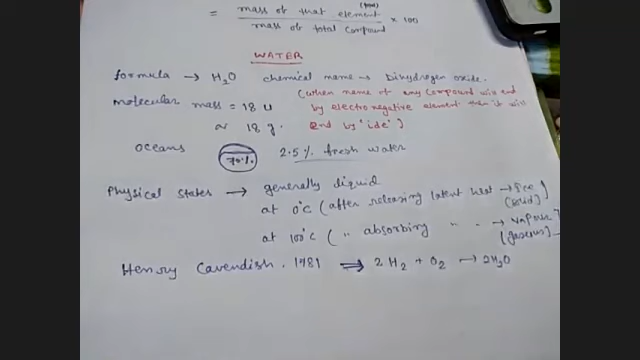 = mass of that element (total) / mass of total compound × 100
WATER
formula → H₂O chemical name → Dihydrogen oxide.
Molecular mass = 18 u (when name of any compound will end
≈ 18 g. by electronegative element then it will
end by 'ide')
Oceans 70% 2.5% fresh water
Physical states → generally liquid
at 0°C (after releasing latent heat → Ice (solid)
at 100°C ( " absorbing " " → vapour (gaseous)
Henry Cavendish. 1781 ⇒ 2H₂ + O₂ → 2H₂O